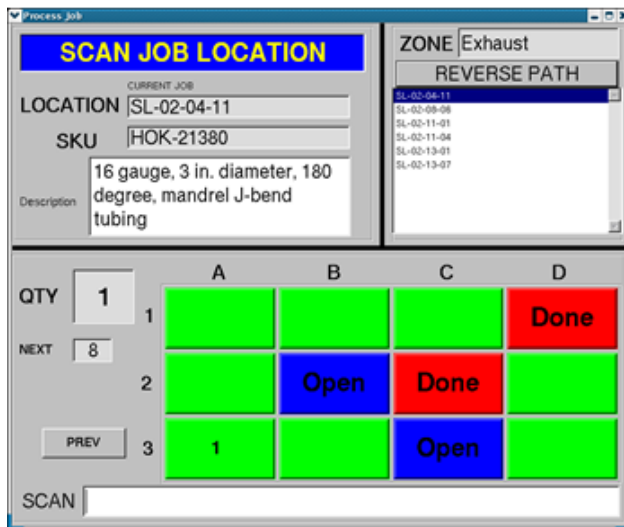 Process Job
SCAN JOB LOCATION
CURRENT JOB
LOCATION SL-02-04-11
SKU HOK-21380
Description
16 gauge, 3 in. diameter, 180
degree, mandrel J-bend
tubing
ZONE Exhaust
REVERSE PATH
SL-02-04-11
SL-02-08-06
SL-02-11-01
SL-02-11-04
SL-02-13-01
SL-02-13-07
QTY 1
NEXT 8
PREV
A B C D
1 Done
2 Open Done
3 1 Open
SCAN